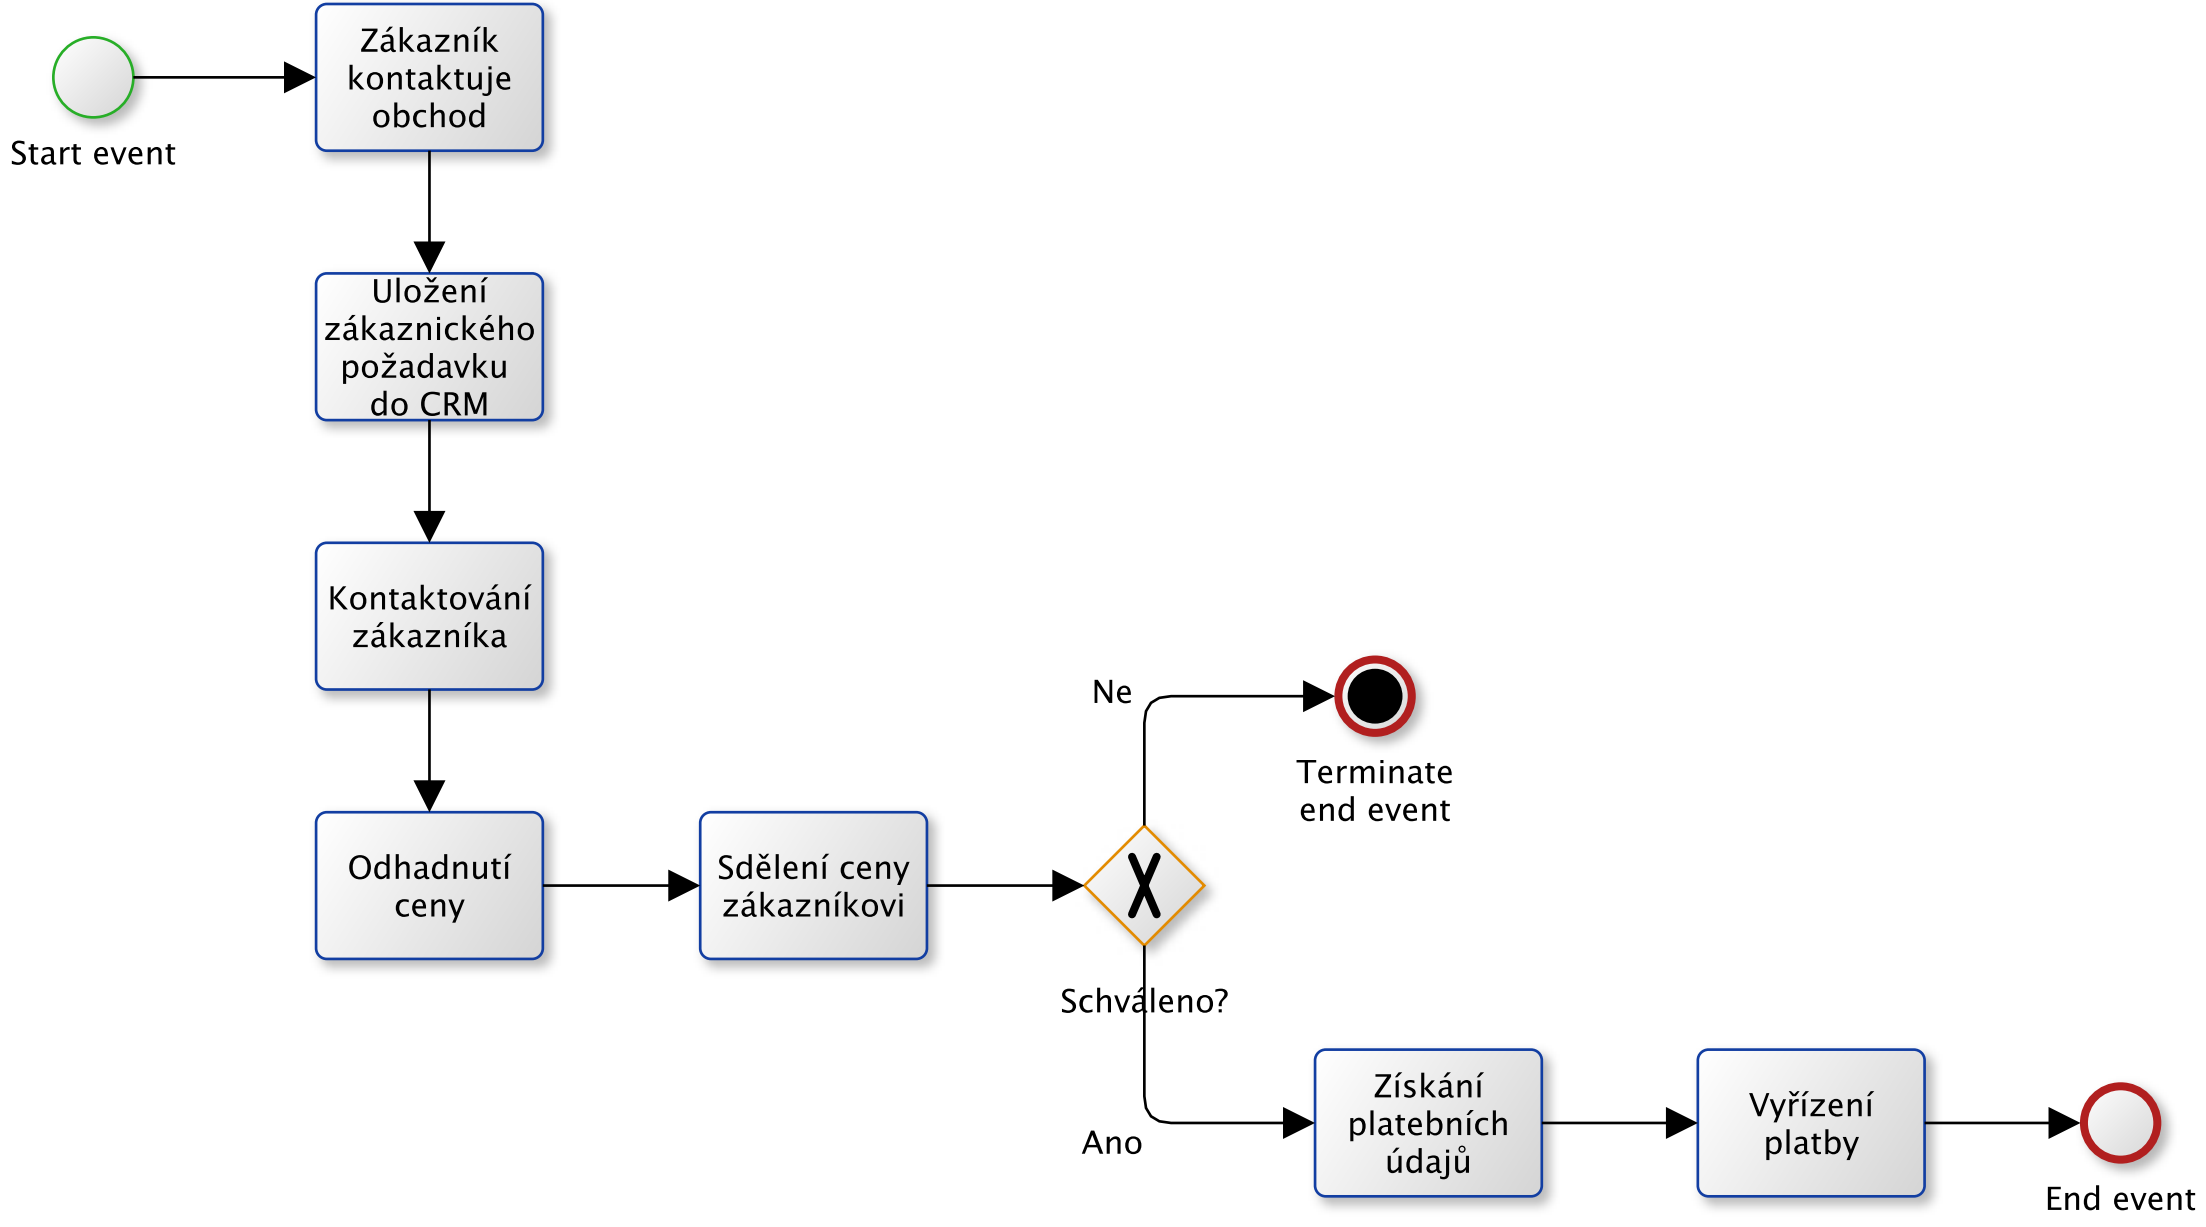 Zákazník
kontaktuje
obchod
Start event
Uložení
zákaznického
požadavku
do CRM
Kontaktování
zákazníka
Odhadnutí
ceny
Sdělení ceny
zákazníkovi
Schváleno?
Ne
Terminate
end event
Ano
Získání
platebních
údajů
Vyřízení
platby
End event